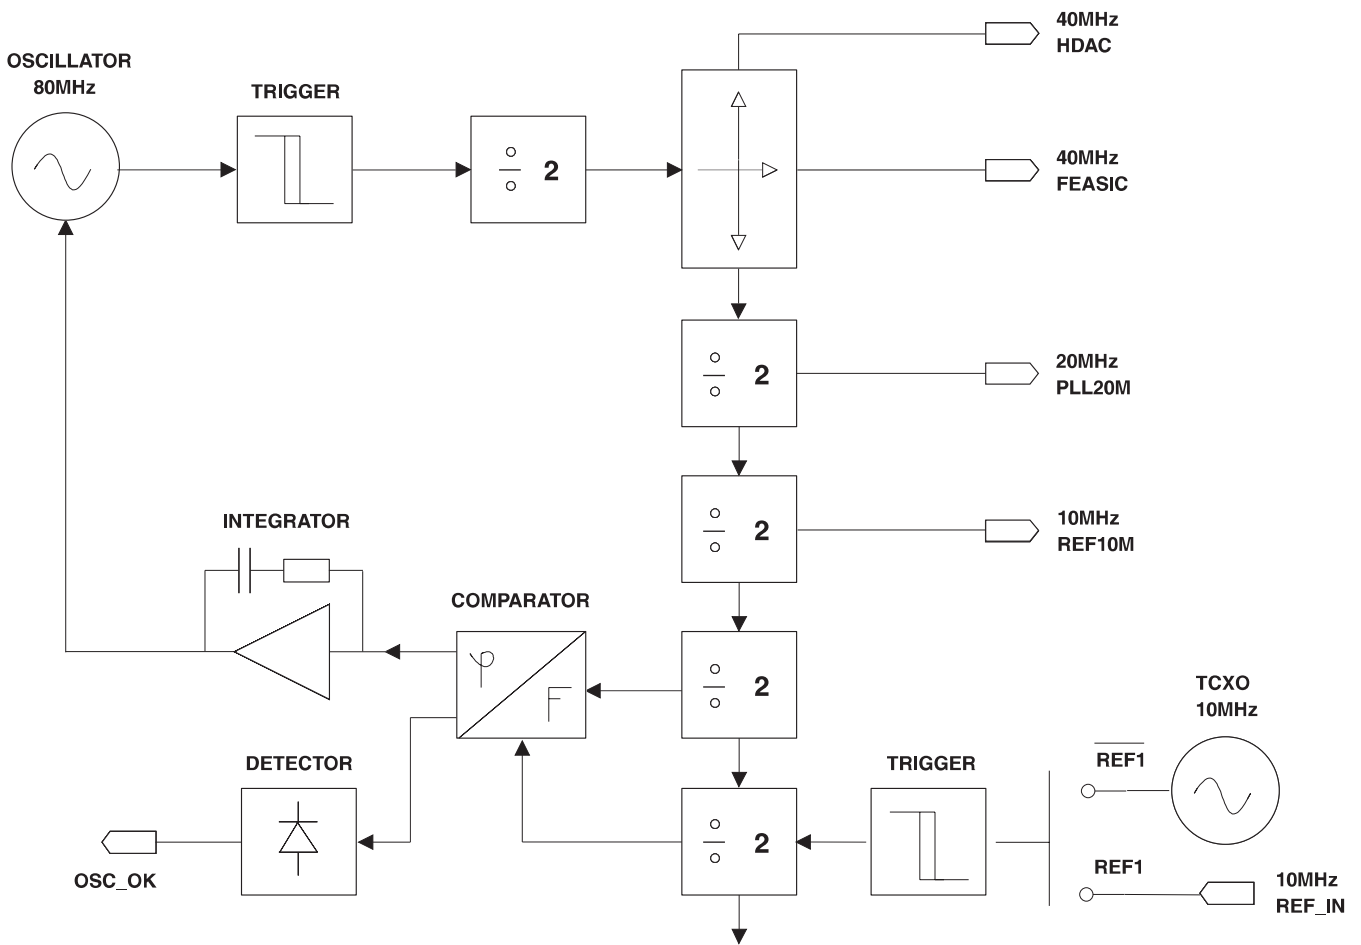 40MHz
HDAC
OSCILLATOR
80MHz
TRIGGER
÷ 2
40MHz
FEASIC
÷ 2
20MHz
PLL20M
÷ 2
10MHz
REF10M
INTEGRATOR
COMPARATOR
φ
F
÷ 2
TCXO
10MHz
REF1
DETECTOR
TRIGGER
÷ 2
OSC_OK
REF1
10MHz
REF_IN